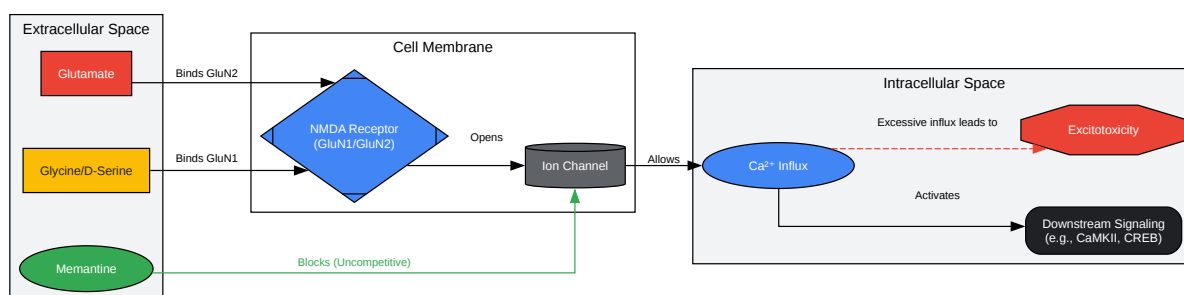 Extracellular Space
Glutamate
Glycine/D-Serine
Memantine
Binds GluN2
Binds GluN1
Blocks (Uncompetitive)
Cell Membrane
NMDA Receptor
(GluN1/GluN2)
Opens
Ion Channel
Allows
Intracellular Space
Ca²⁺ Influx
Excessive influx leads to
Excitotoxicity
Activates
Downstream Signaling
(e.g., CaMKII, CREB)